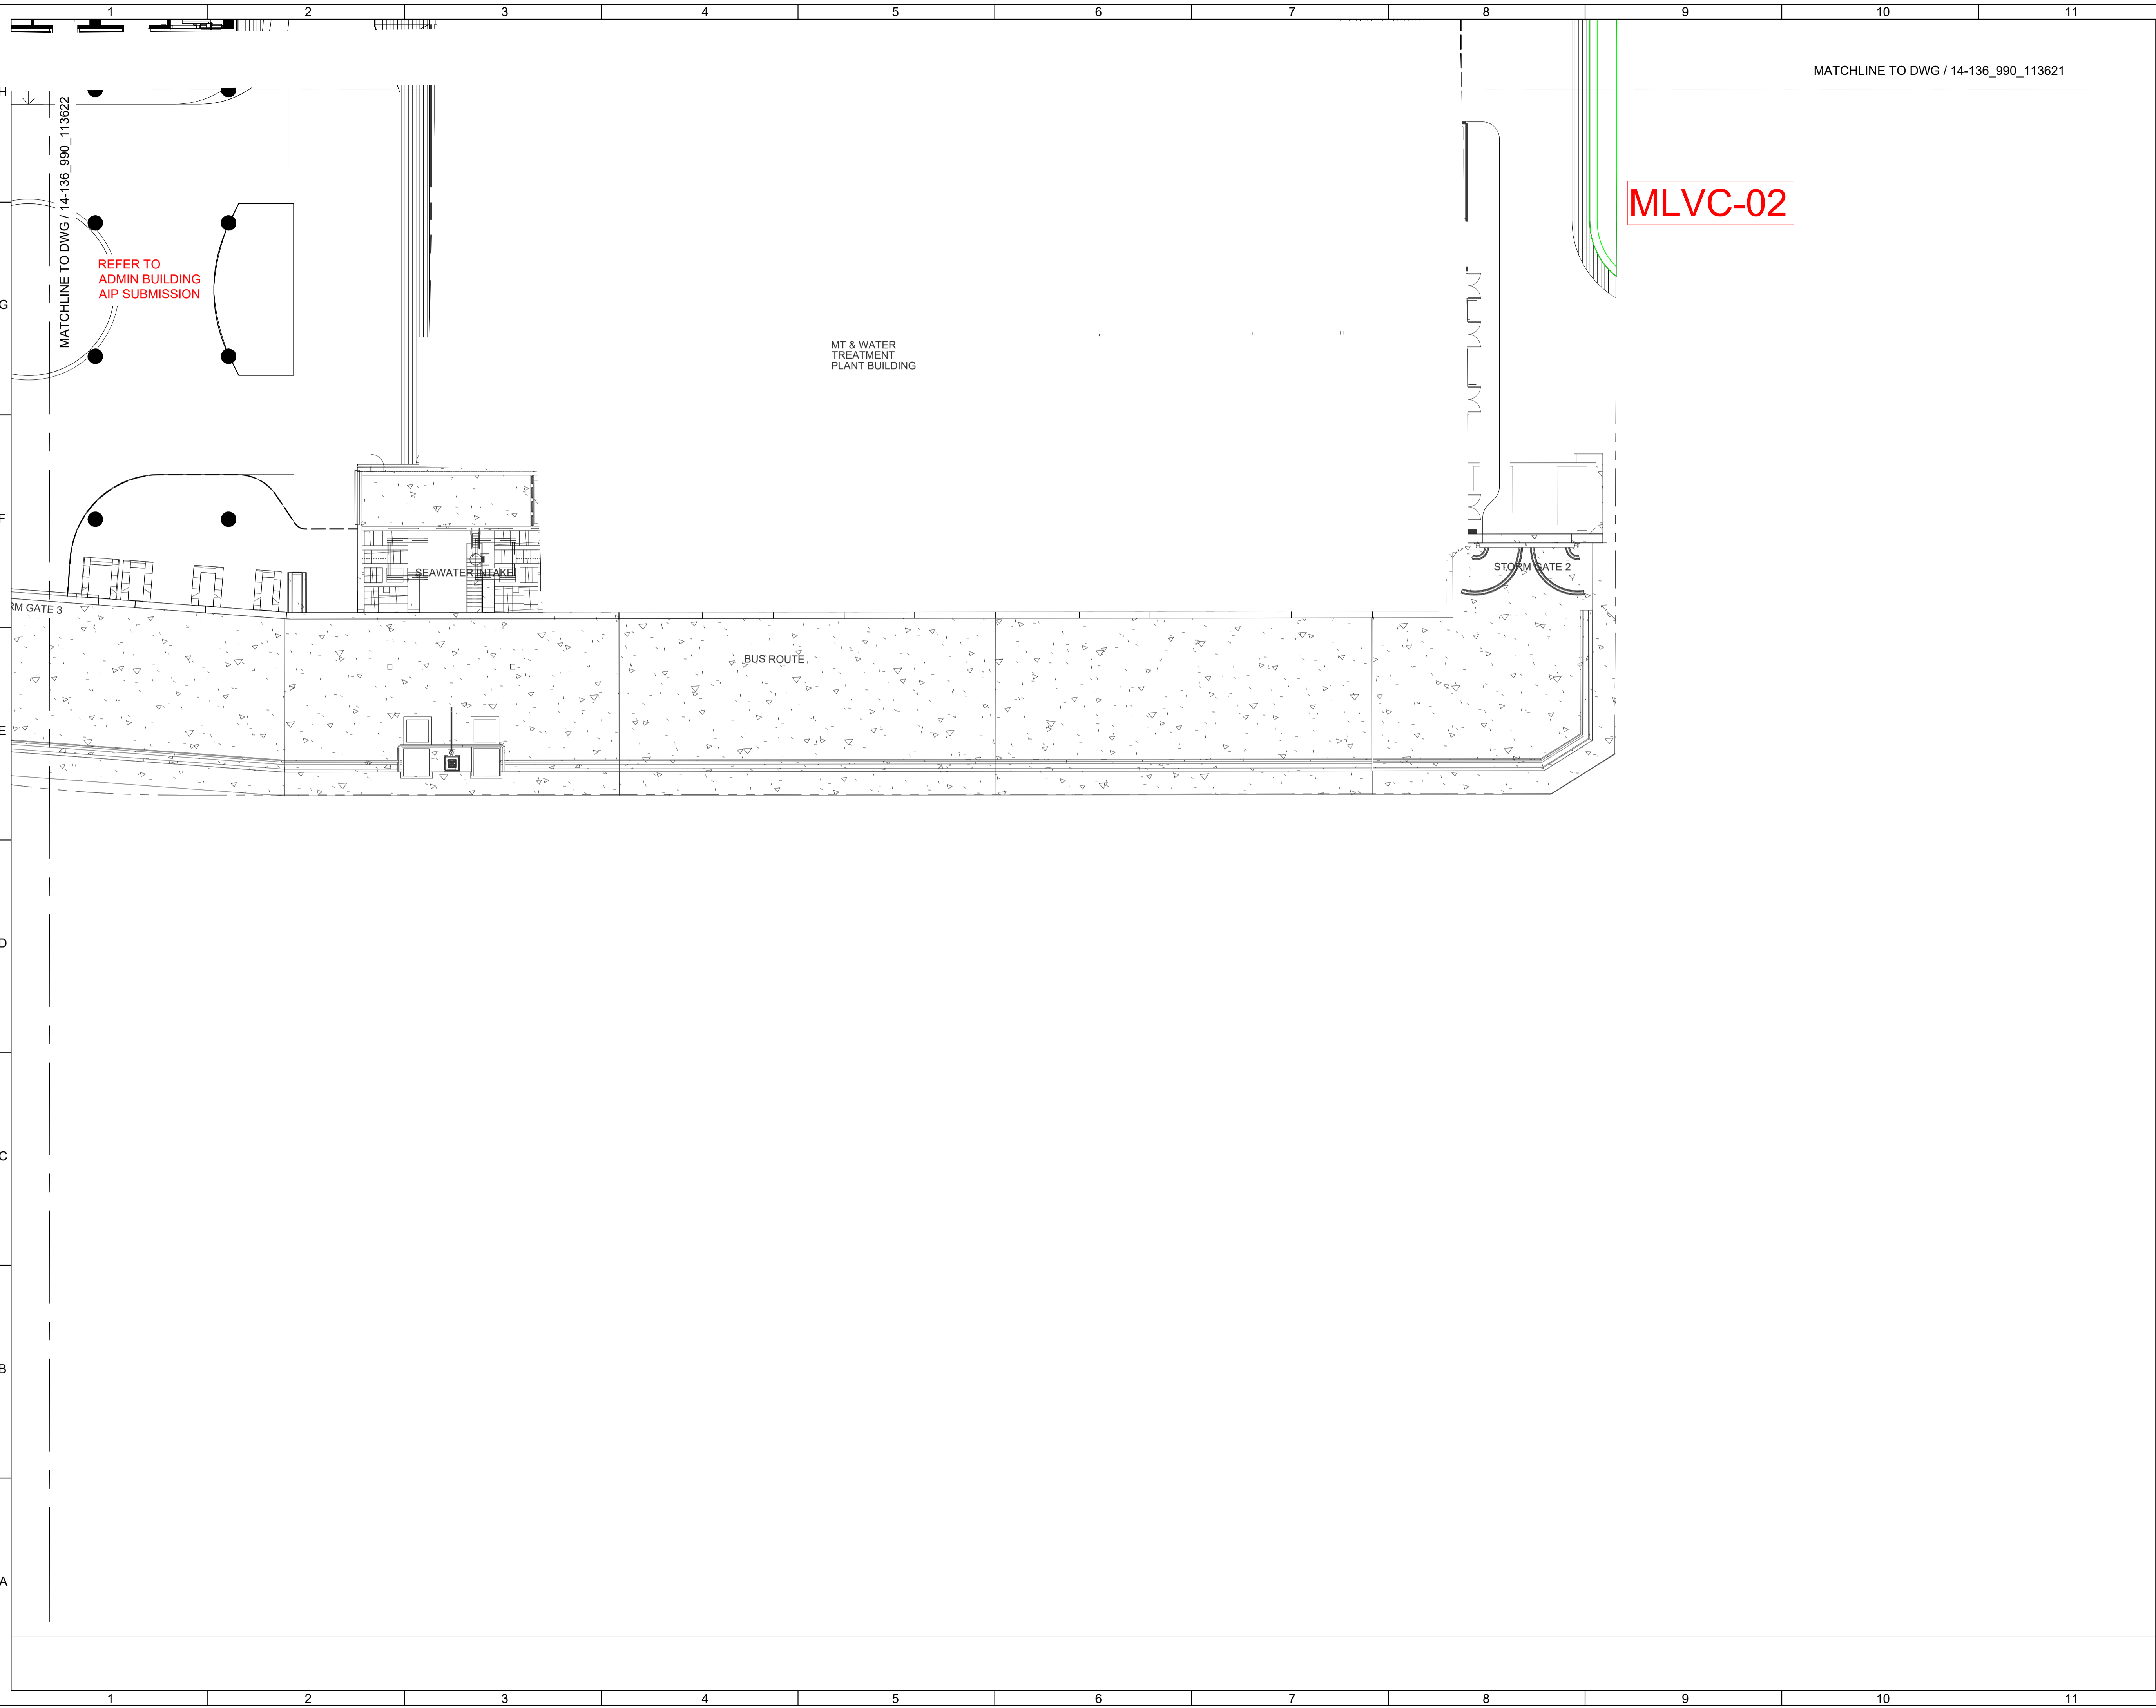 1 2 3 4 5 6 7 8 9 10 11
MATCHLINE TO DWG / 14-136_990_113621
H
MATCHLINE TO DWG / 14-136_990_113622
MLVC-02
REFER TO
ADMIN BUILDING
AIP SUBMISSION
G
MT & WATER
TREATMENT
PLANT BUILDING
F
SEAWATER INTAKE
STORM GATE 2
RM GATE 3
BUS ROUTE
E
D
C
B
A
1 2 3 4 5 6 7 8 9 10 11